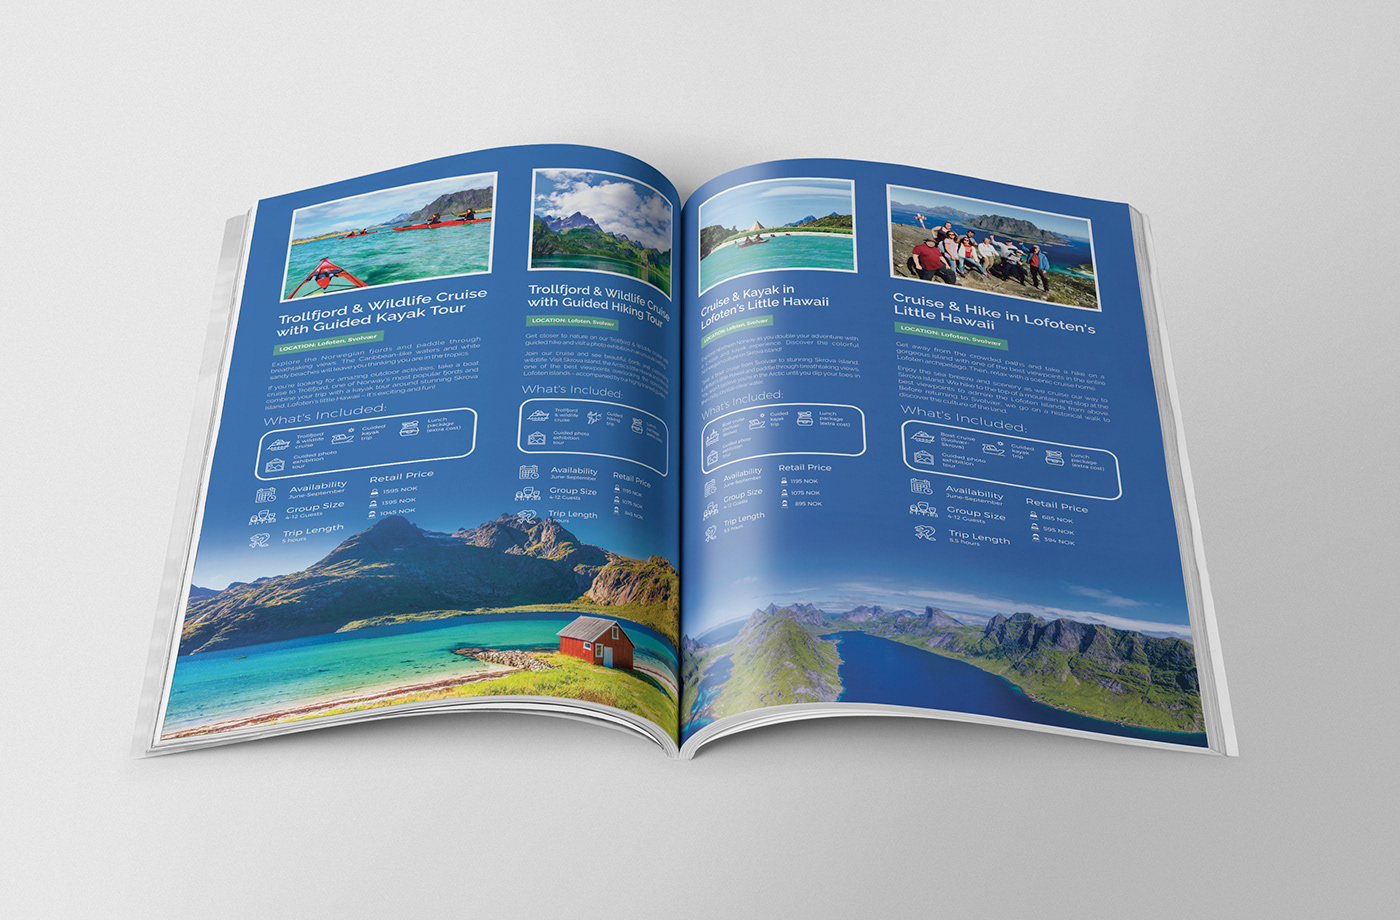 Trollfjord & Wildlife Cruise
with Guided Kayak Tour
LOCATION: Lofoten, Svolvær
Explore the Norwegian fjords and paddle through
breathtaking views. The Caribbean-like waters and white
sandy beaches will leave you thinking you are in the tropics
If you're looking for amazing outdoor activities, take a boat
cruise to Trollfjord, one of Norway's most popular fjords and
combine your trip with a kayak tour around stunning Skrova
island, Lofoten's little Hawaii – it's exciting and fun!
What's Included:
Trollfjord
& wildlife
cruise
Guided
kayak
trip
Lunch
package
(extra cost)
Guided photo
exhibition
tour
Availability
June-September
Group Size
4-12 Guests
Trip Length
5 hours
Retail Price
1595 NOK
1395 NOK
1045 NOK
Trollfjord & Wildlife Cruise
with Guided Hiking Tour
LOCATION: Lofoten, Svolvær
Get closer to nature on our Trollfjord & Wildlife Cruise with
guided hike and visit a photo exhibition
Join our cruise and see beautiful fjords and
wildlife. Visit Skrova island, the Arctic's
one of the best viewpoints
Lofoten islands – accompanied by
What's Included:
Trollfjord
& wildlife
cruise
Guided
hiking
trip
Lunch
package
Guided photo
exhibition
tour
Availability
June-September
Group Size
4-12 Guests
Trip Length
hours
Retail Price
1195 NOK
1075 NOK
845 NOK
Cruise & Kayak in
Lofoten's Little Hawaii
LOCATION: Lofoten, Svolvær
you double your adventure with
experience. Discover the colorful
Skrova island
from Svolvær to stunning Skrova island,
and paddle through breathtaking views.
in the Arctic until you dip your toes in
water.
What's Included:
Boat cruise
Guided
kayak
trip
Lunch
package
(extra cost)
Guided photo
exhibition
tour
Availability
June-September
Group Size
4-12 Guests
Trip Length
hours
Retail Price
1195 NOK
1075 NOK
895 NOK
Cruise & Hike in Lofoten's
Little Hawaii
LOCATION: Lofoten, Svolvær
Get away from the crowded paths and take a hike on a
gorgeous island with one of the best viewpoints in the entire
Lofoten archipelago. Then, relax with a scenic cruise home.
Enjoy the sea breeze and scenery as we cruise our way to
Skrova island. We hike to the top of a mountain and stop at the
best viewpoints to admire the Lofoten islands from above.
Before returning to Svolvær, we go on a historical walk to
discover the culture of the land.
What's Included:
Boat cruise
(Svolvær-
Skrova)
Guided
kayak
trip
Lunch
package
(extra cost)
Guided photo
exhibition
tour
Availability
June-September
Group Size
4-12 Guests
Trip Length
5.5 hours
Retail Price
685 NOK
595 NOK
394 NOK